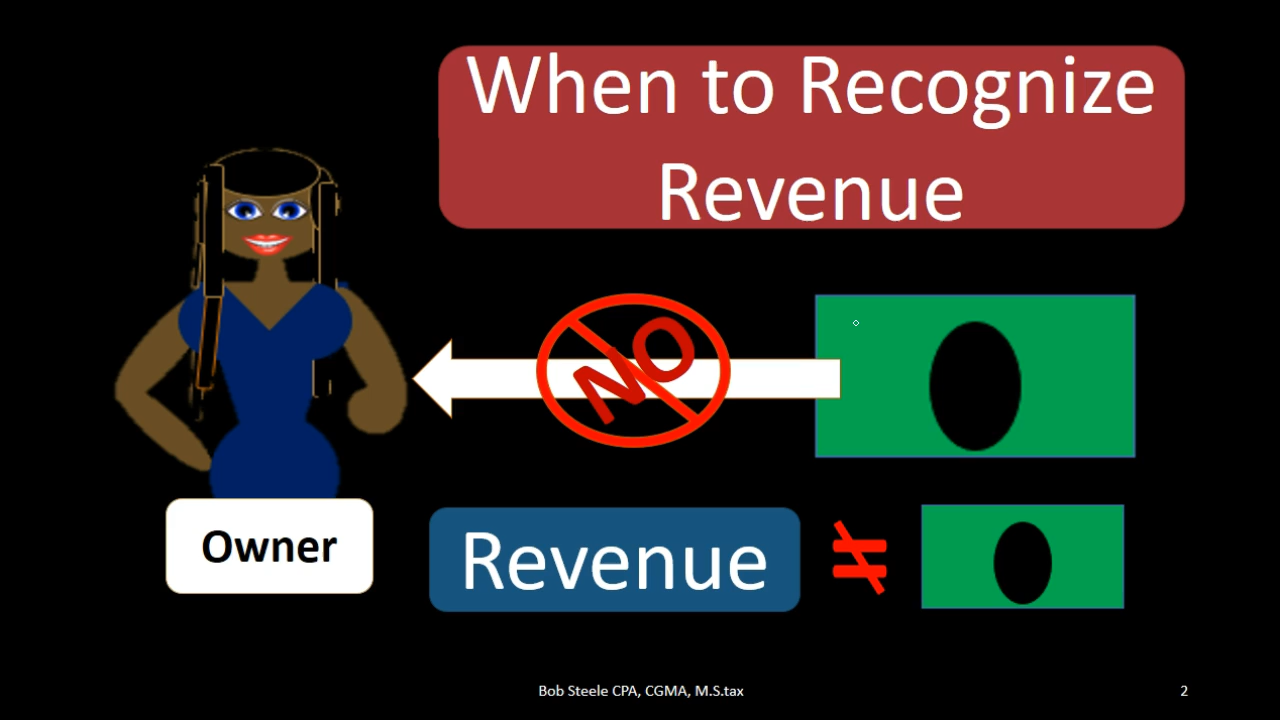 When to Recognize
Revenue
NO
Owner
Revenue
≠
Bob Steele CPA, CGMA, M.S.tax
2